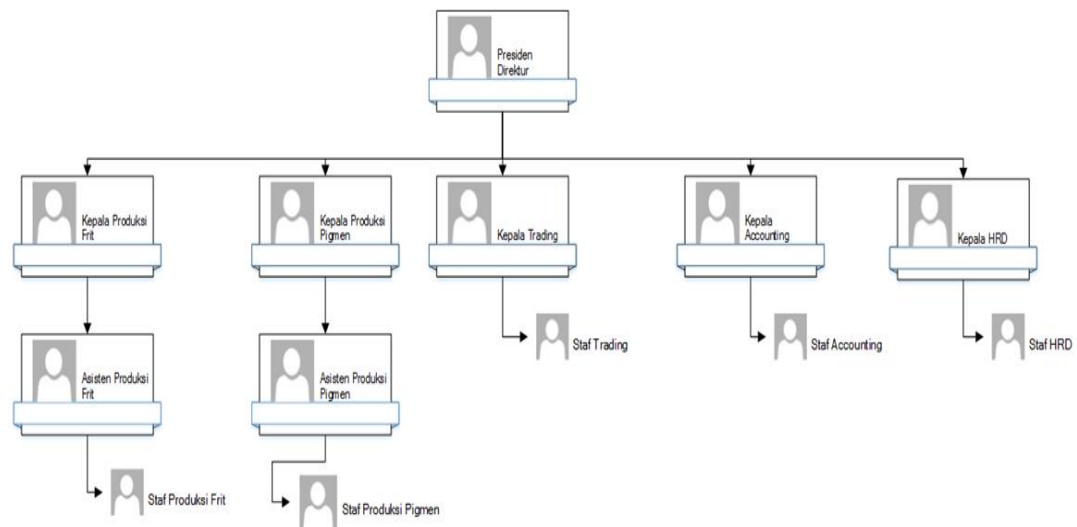 Presiden
Direktur
Kepala Produksi
Frit
Kepala Produksi
Pigmen
Kepala Trading
Kepala
Accounting
Kepala HRD
Staf Trading
Staf Accounting
Staf HRD
Asisten Produksi
Frit
Asisten Produksi
Pigmen
Staf Produksi Frit
Staf Produksi Pigmen